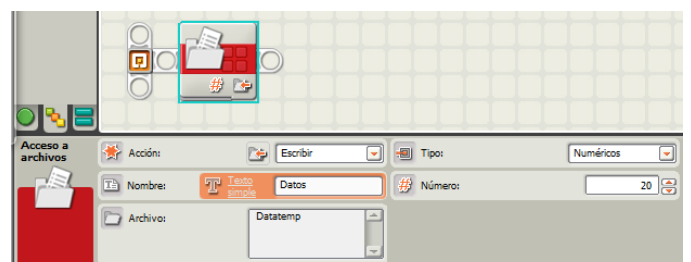 Acceso a
archivos
Acción:
Escribir
Tipo:
Numéricos
Nombre:
Texto
simple
Datos
Número:
20
Archivo:
Datatemp